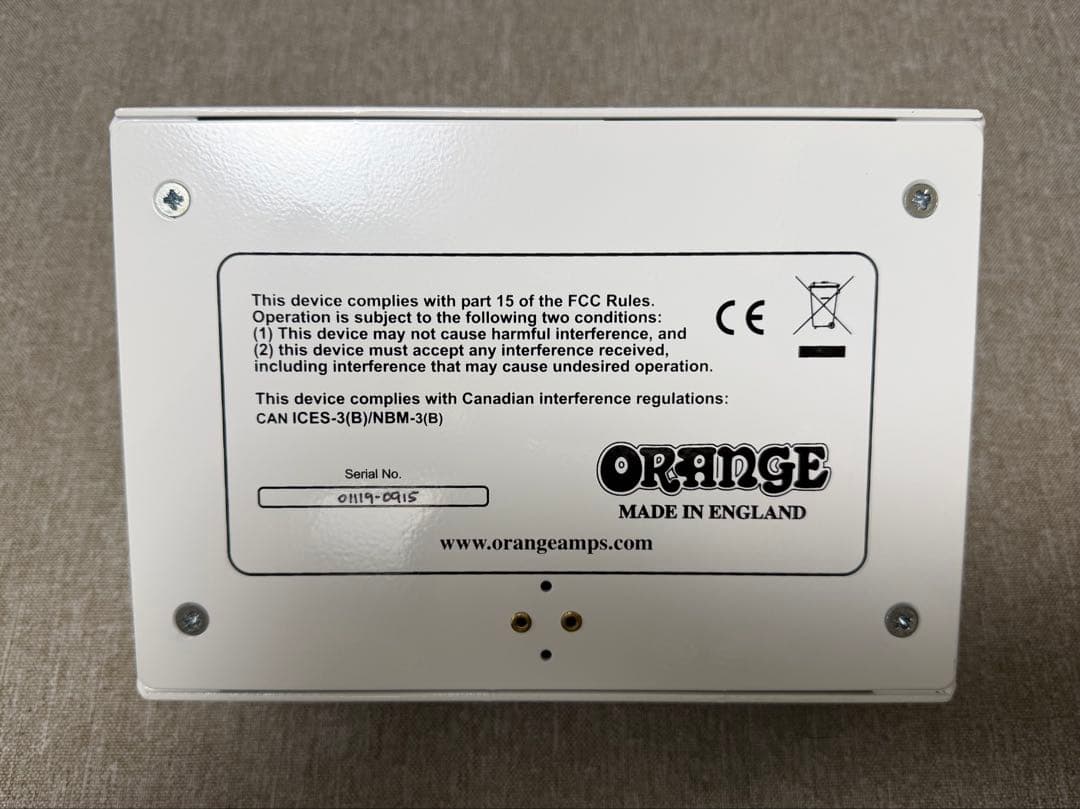 This device complies with part 15 of the FCC Rules.
Operation is subject to the following two conditions:
(1) This device may not cause harmful interference, and
(2) this device must accept any interference received,
including interference that may cause undesired operation.
CE
This device complies with Canadian interference regulations:
CAN ICES-3(B)/NBM-3(B)
Serial No.
01119-0915
ORANGE
MADE IN ENGLAND
www.orangeamps.com